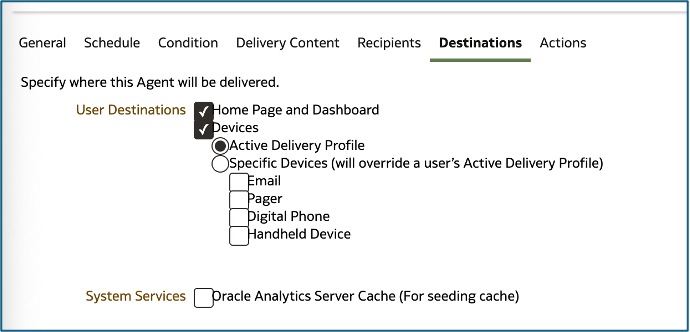 General Schedule Condition Delivery Content Recipients Destinations Actions
Specify where this Agent will be delivered.
User Destinations Home Page and Dashboard
Devices
Active Delivery Profile
Specific Devices (will override a user's Active Delivery Profile)
Email
Pager
Digital Phone
Handheld Device
System Services Oracle Analytics Server Cache (For seeding cache)